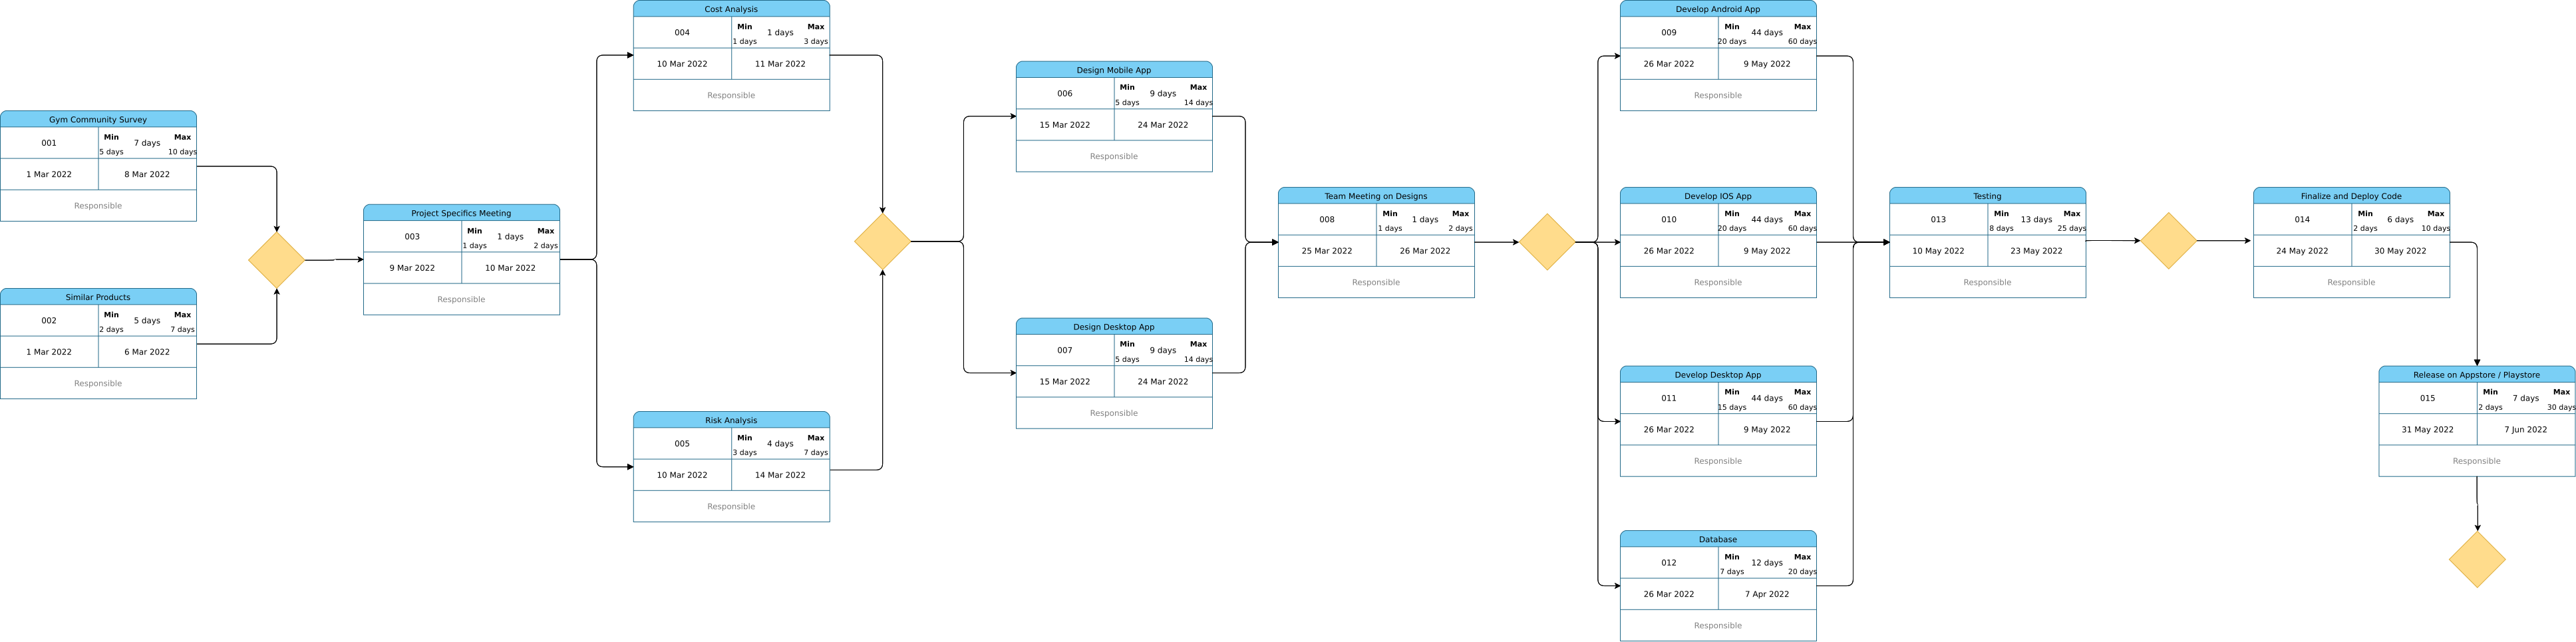 Gym Community Survey
001
Min 7 days Max
5 days 10 days
1 Mar 2022 8 Mar 2022
Responsible
Similar Products
002
Min 5 days Max
2 days 7 days
1 Mar 2022 6 Mar 2022
Responsible
Project Specifics Meeting
003
Min 1 days Max
1 days 2 days
9 Mar 2022 10 Mar 2022
Responsible
Cost Analysis
004
Min 1 days Max
1 days 3 days
10 Mar 2022 11 Mar 2022
Responsible
Risk Analysis
005
Min 4 days Max
3 days 7 days
10 Mar 2022 14 Mar 2022
Responsible
Design Mobile App
006
Min 9 days Max
5 days 14 days
15 Mar 2022 24 Mar 2022
Responsible
Design Desktop App
007
Min 9 days Max
5 days 14 days
15 Mar 2022 24 Mar 2022
Responsible
Team Meeting on Designs
008
Min 1 days Max
1 days 2 days
25 Mar 2022 26 Mar 2022
Responsible
Develop Android App
009
Min 44 days Max
20 days 60 days
26 Mar 2022 9 May 2022
Responsible
Develop IOS App
010
Min 44 days Max
20 days 60 days
26 Mar 2022 9 May 2022
Responsible
Develop Desktop App
011
Min 44 days Max
15 days 60 days
26 Mar 2022 9 May 2022
Responsible
Database
012
Min 12 days Max
7 days 20 days
26 Mar 2022 7 Apr 2022
Responsible
Testing
013
Min 13 days Max
8 days 25 days
10 May 2022 23 May 2022
Responsible
Finalize and Deploy Code
014
Min 6 days Max
2 days 10 days
24 May 2022 30 May 2022
Responsible
Release on Appstore / Playstore
015
Min 7 days Max
2 days 30 days
31 May 2022 7 Jun 2022
Responsible